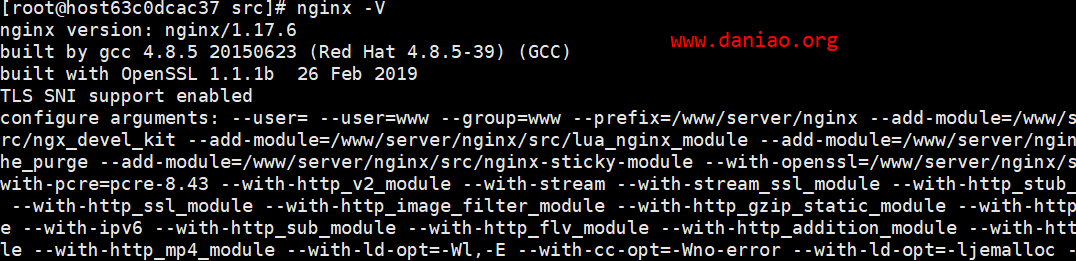 [root@host63c0dcac37 src]# nginx -V
nginx version: nginx/1.17.6
built by gcc 4.8.5 20150623 (Red Hat 4.8.5-39) (GCC)
www.daniao.org
built with OpenSSL 1.1.1b  26 Feb 2019
TLS SNI support enabled
configure arguments: --user= --user=www --group=www --prefix=/www/server/nginx --add-module=/www/s
rc/ngx_devel_kit --add-module=/www/server/nginx/src/lua_nginx_module --add-module=/www/server/ngin
he_purge --add-module=/www/server/nginx/src/nginx-sticky-module --with-openssl=/www/server/nginx/s
with-pcre=pcre-8.43 --with-http_v2_module --with-stream --with-stream_ssl_module --with-http_stub_
--with-http_ssl_module --with-http_image_filter_module --with-http_gzip_static_module --with-http
e --with-ipv6 --with-http_sub_module --with-http_flv_module --with-http_addition_module --with-htt
le --with-http_mp4_module --with-ld-opt=-Wl,-E --with-cc-opt=-Wno-error --with-ld-opt=-ljemalloc -